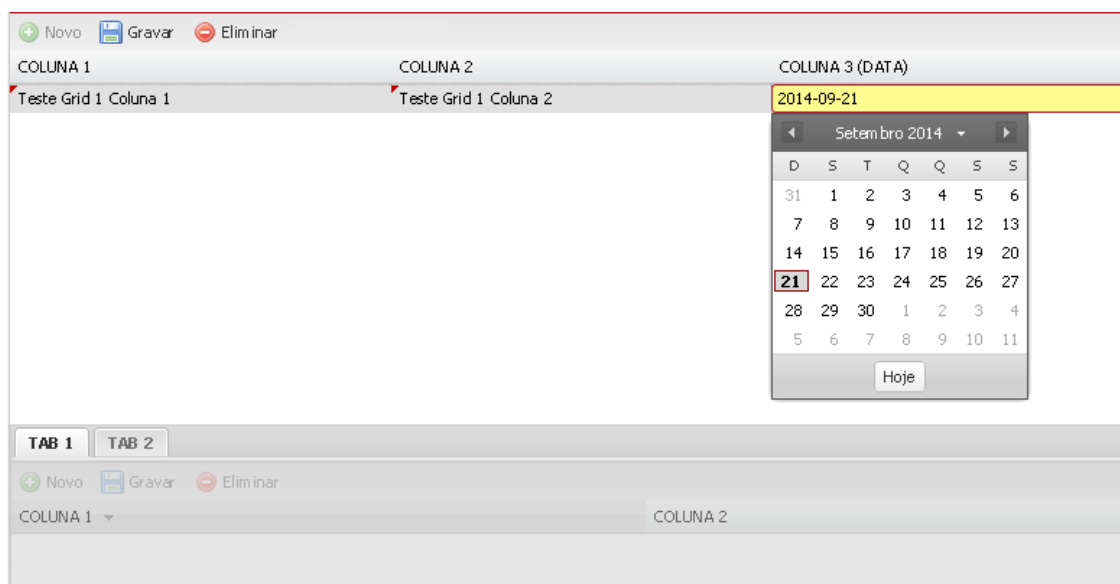 Novo Gravar Eliminar
COLUNA 1 COLUNA 2 COLUNA 3 (DATA)
Teste Grid 1 Coluna 1 Teste Grid 1 Coluna 2 2014-09-21
Setembro 2014
D S T Q Q S S
31 1 2 3 4 5 6
7 8 9 10 11 12 13
14 15 16 17 18 19 20
21 22 23 24 25 26 27
28 29 30 1 2 3 4
5 6 7 8 9 10 11
Hoje
TAB 1 TAB 2
Novo Gravar Eliminar
COLUNA 1 COLUNA 2